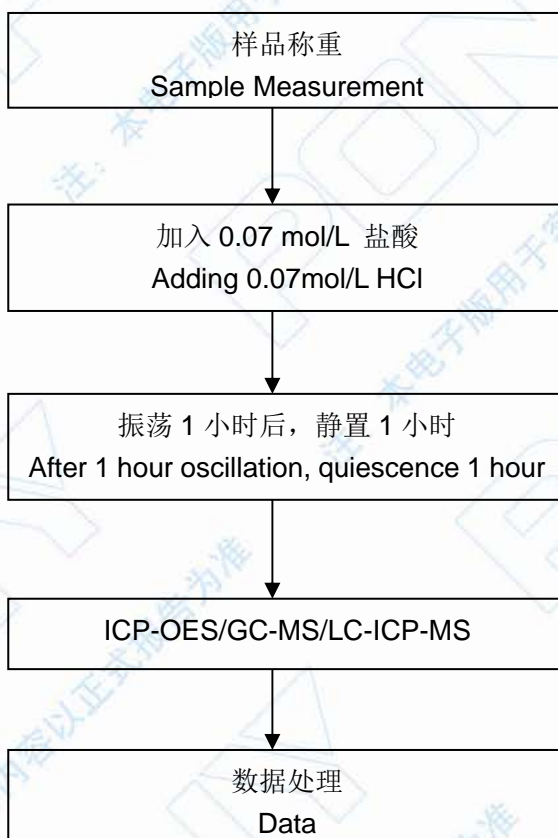 样品称重
Sample Measurement
加入 0.07 mol/L 盐酸
Adding 0.07mol/L HCl
振荡 1 小时后，静置 1 小时
After 1 hour oscillation, quiescence 1 hour
ICP-OES/GC-MS/LC-ICP-MS
数据处理
Data